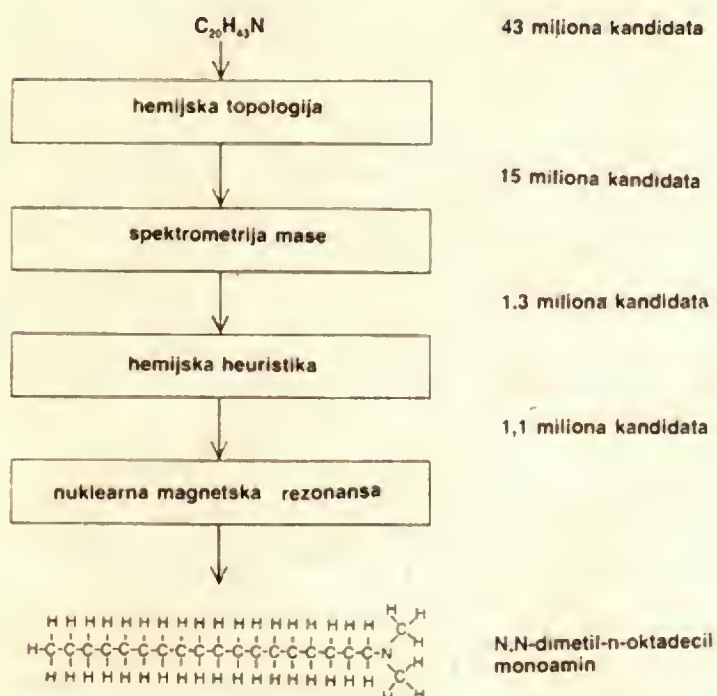 C₂₀H₄₃N
43 miliona kandidata
hemijska topologija
15 miliona kandidata
spektrometrija mase
1.3 miliona kandidata
hemijska heuristika
1,1 miliona kandidata
nuklearna magnetska rezonansa
H H H H H H H H H H H H H H H H H H H H
H-C-C-C-C-C-C-C-C-C-C-C-C-C-C-C-C-C-C-N
H H H H H H H H H H H H H H H H H H
C H
H
H
C H
H
N.N-dimetil-n-oktadecil
monoamin